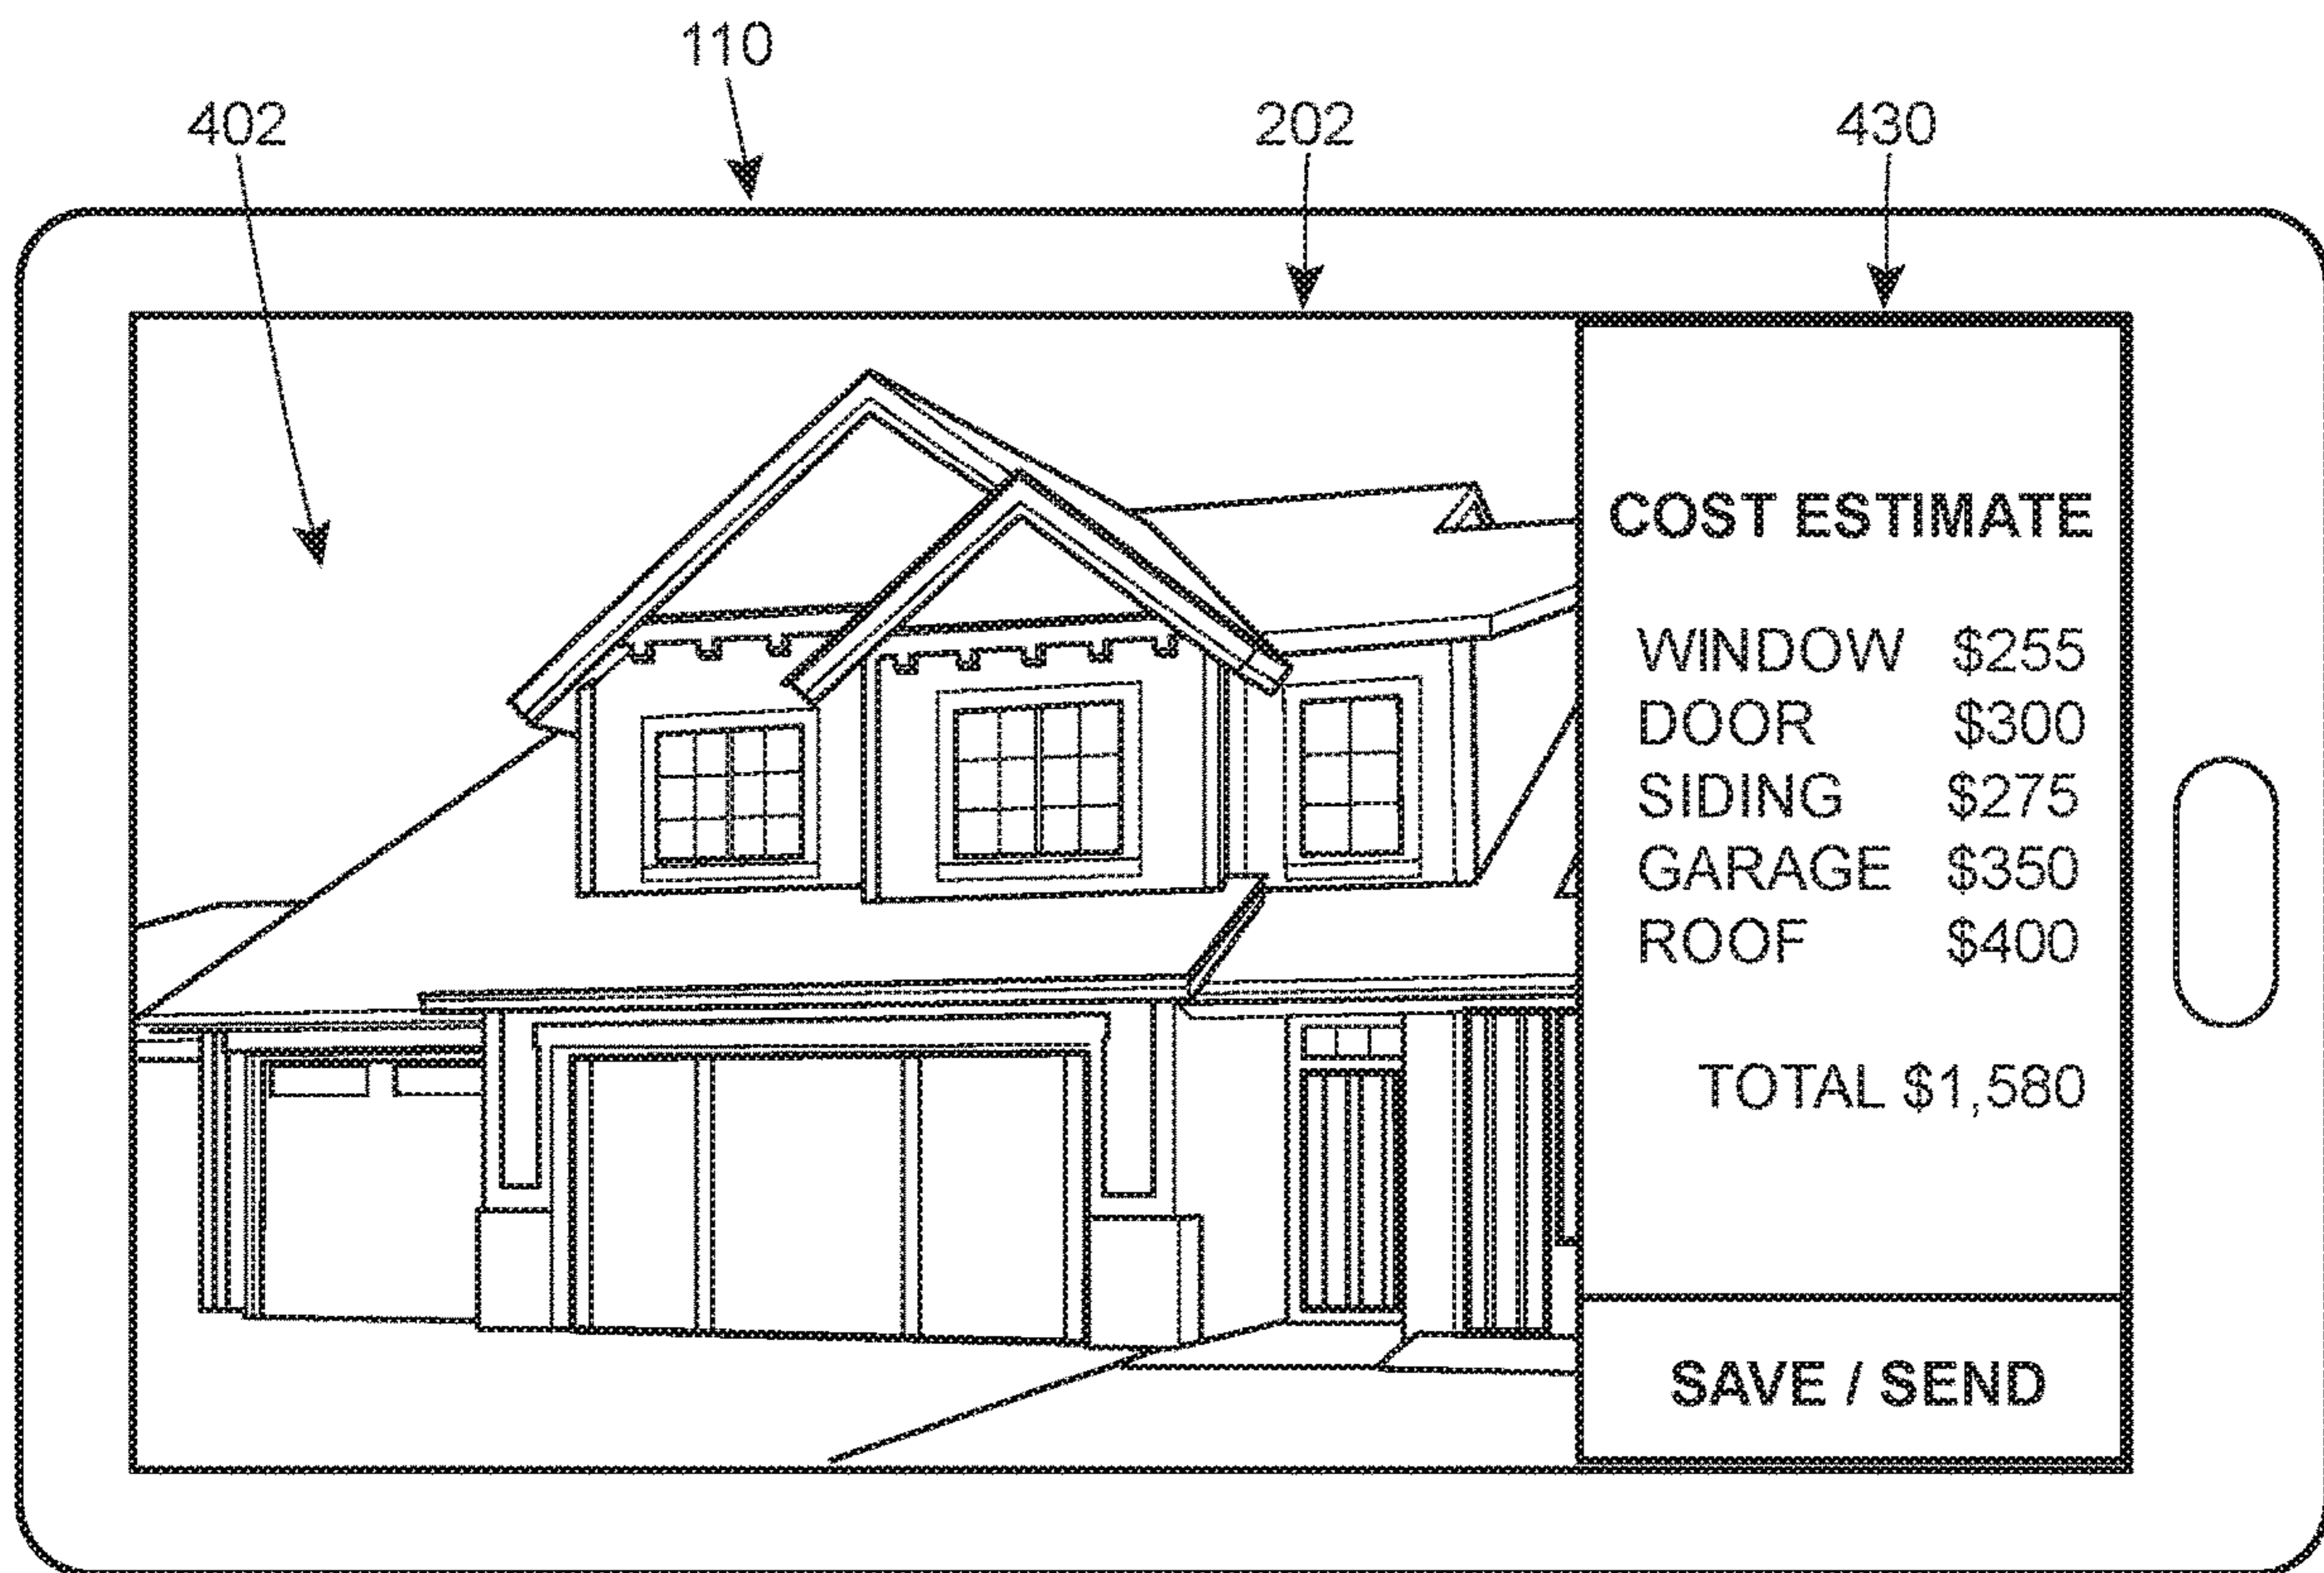 110
402
202
430
COST ESTIMATE
WINDOW $255
DOOR $300
SIDING $275
GARAGE $350
ROOF $400
TOTAL $1,580
SAVE / SEND